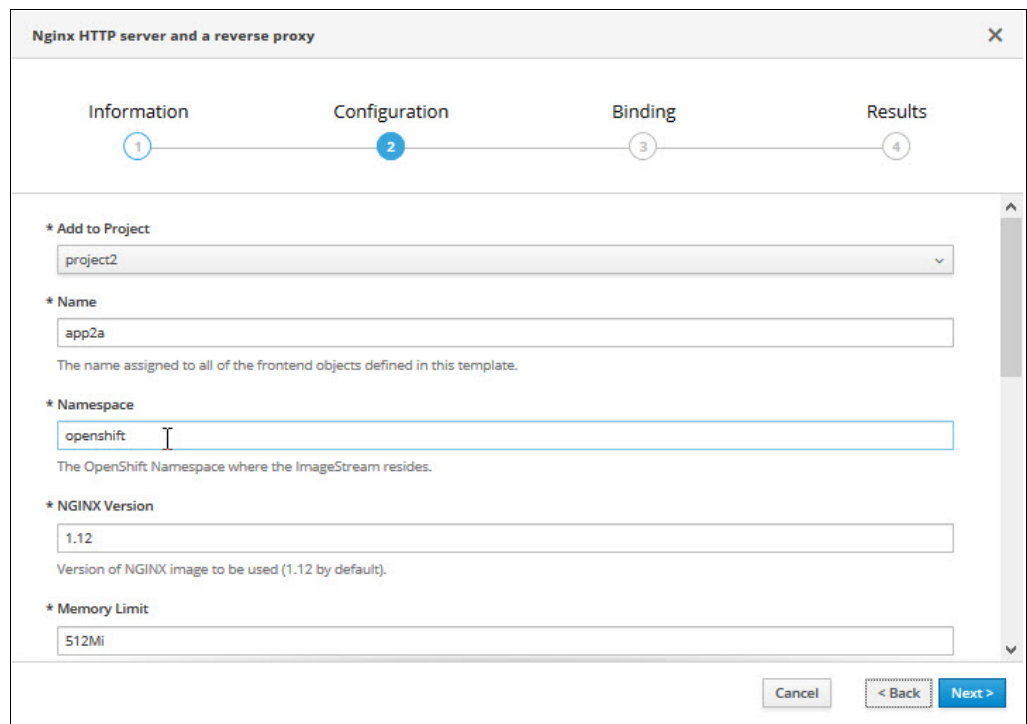 Nginx HTTP server and a reverse proxy
Information Configuration Binding Results
1 2 3 4
* Add to Project
project2
* Name
app2a
The name assigned to all of the frontend objects defined in this template.
* Namespace
openshift
The OpenShift Namespace where the ImageStream resides.
* NGINX Version
1.12
Version of NGINX image to be used (1.12 by default).
* Memory Limit
512Mi
Cancel < Back Next >